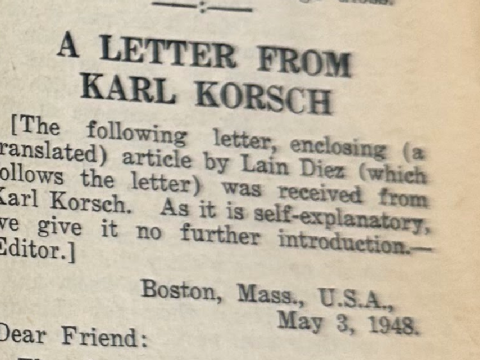 A LETTER FROM
KARL KORSCH
[The following letter, enclosing (a
ranslated) article by Lain Diez (which
ollows the letter) was received from
Karl Korsch. As it is self-explanatory,
we give it no further introduction.—
Editor.]
Boston, Mass., U.S.A.,
May 3, 1948.
Dear Friend: